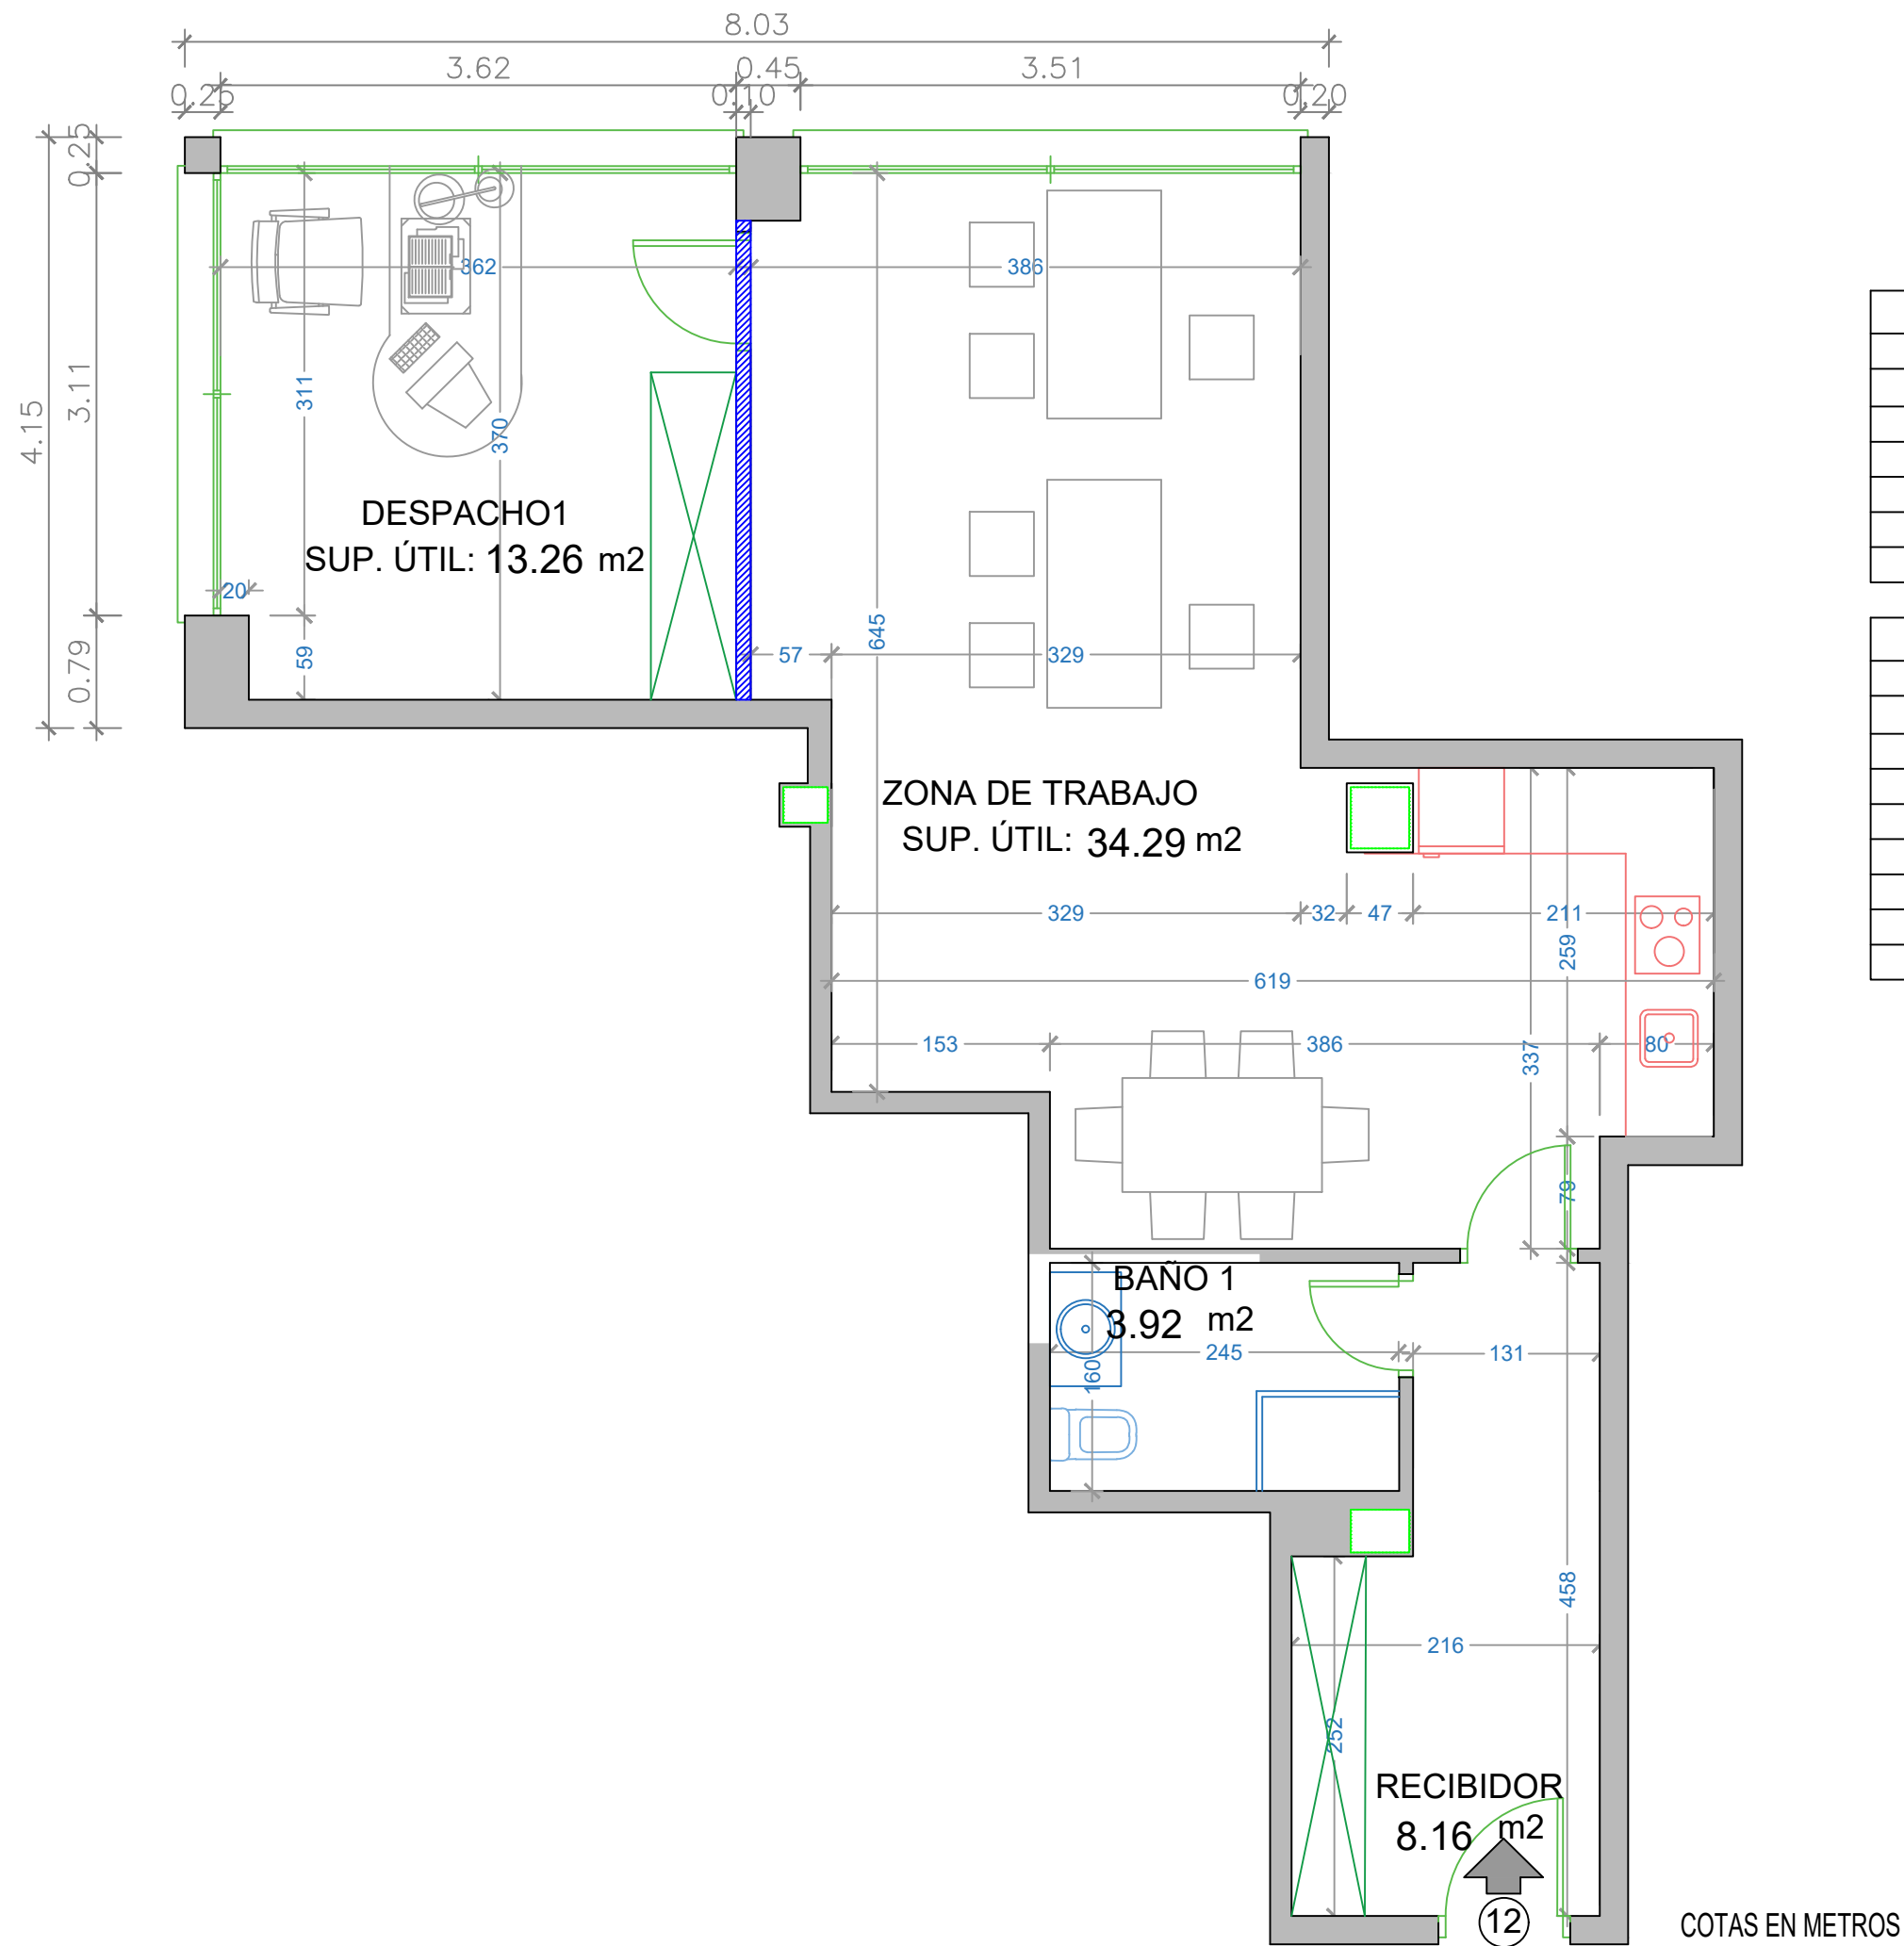 8.03
3.62 0.45 3.51
0.25 0.10 0.20
0.25
3.11
4.15
0.79
362 386
311
370
DESPACHO1
SUP. ÚTIL: 13.26 m2
20
59
57 645 329
ZONA DE TRABAJO
SUP. ÚTIL: 34.29 m2
329 32 47 211
259
619
153 386 80
337
79
BAÑO 1
3.92 m2
245 131
160
458
216
252
RECIBIDOR
8.16 m2
12
COTAS EN METROS